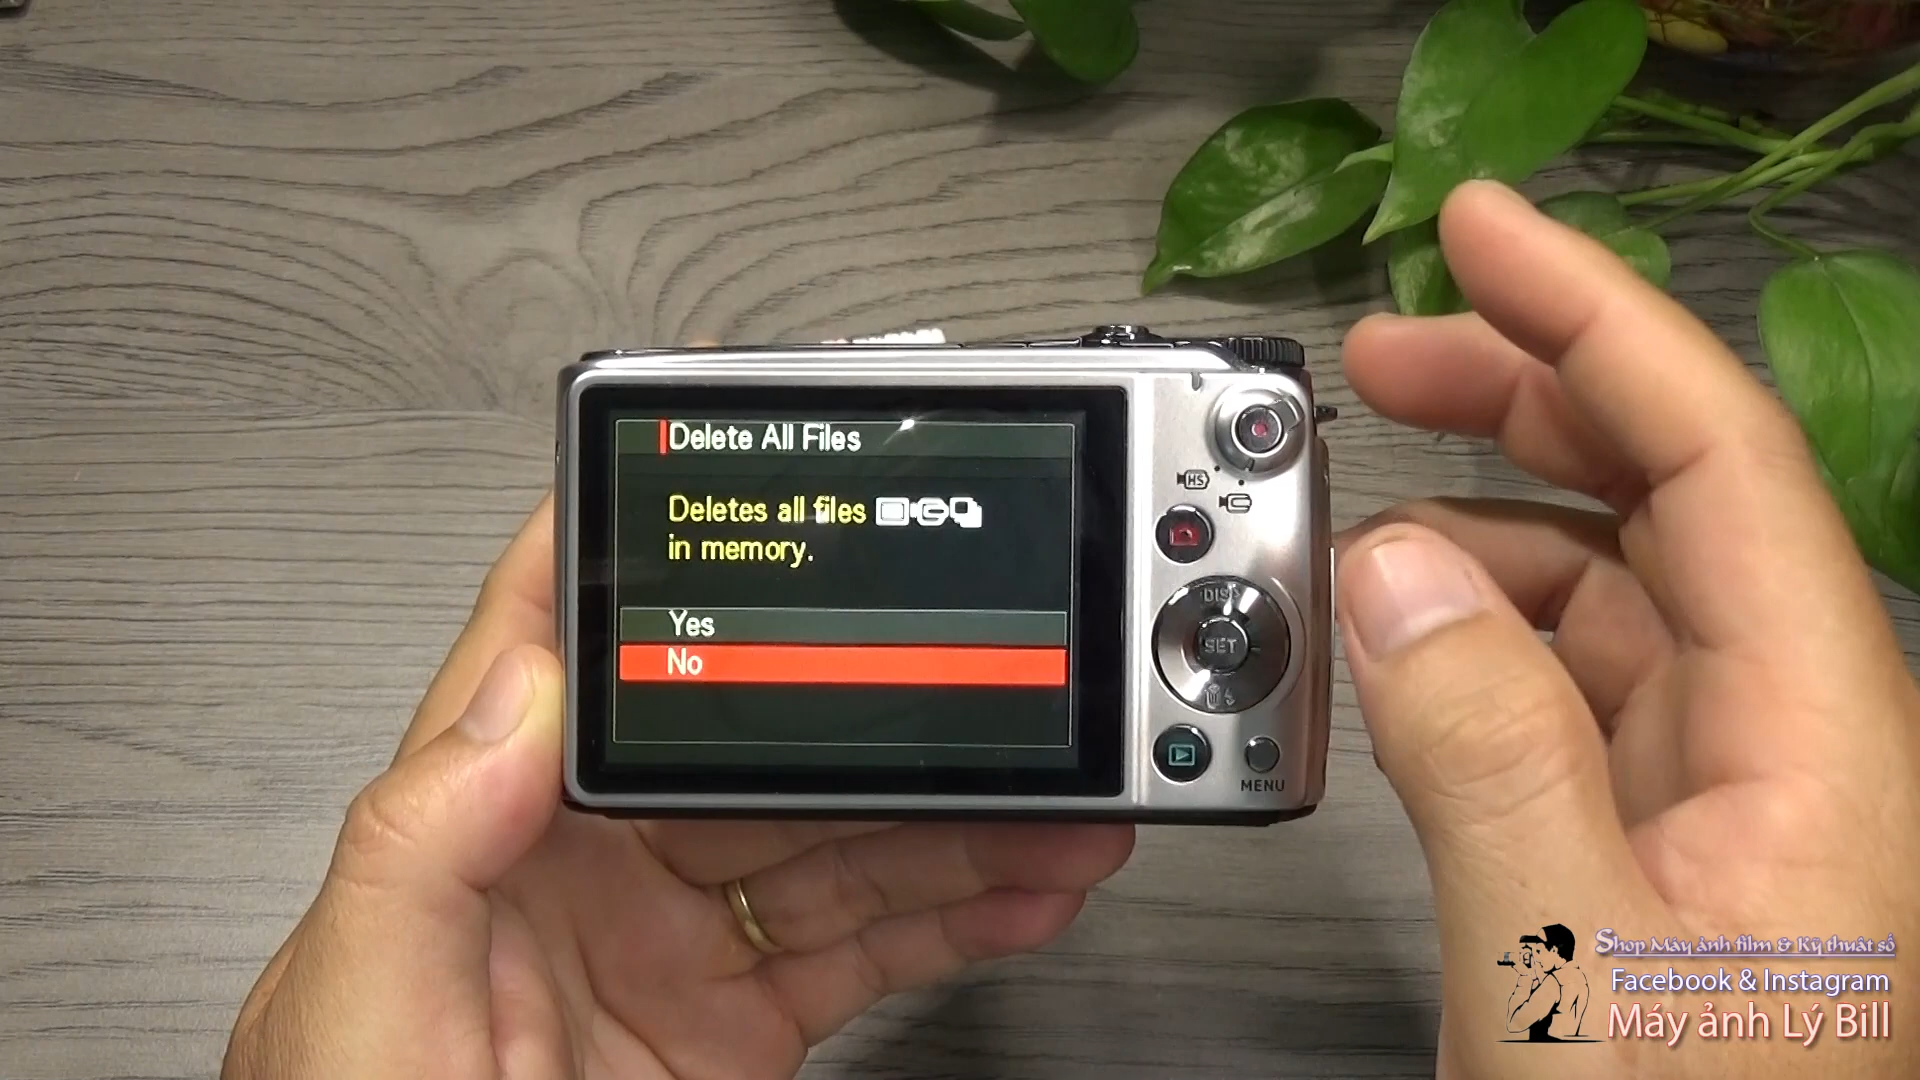 Delete All Files
Deletes all files
in memory.
Yes
No
HS
DISP
SET
MENU
Shop Máy ảnh film & Kỹ thuật số
Facebook & Instagram
Máy ảnh Lý Bill